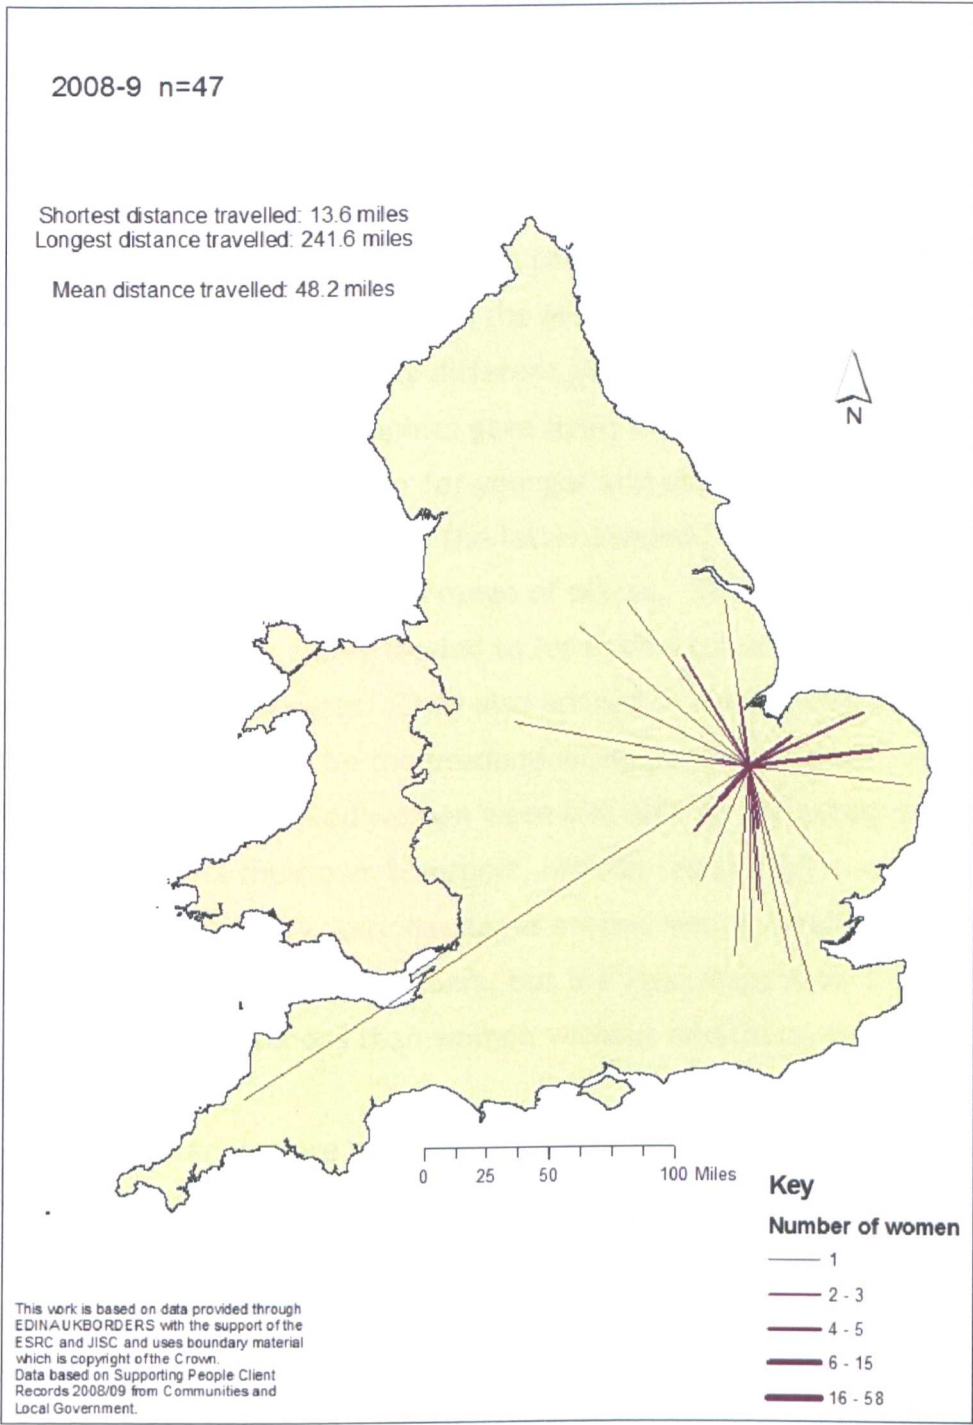 2008-9 n=47
Shortest distance travelled: 13.6 miles
Longest distance travelled: 241.6 miles
Mean distance travelled: 48.2 miles
N
0 25 50 100 Miles
Key
Number of women
1
2 - 3
4 - 5
6 - 15
16 - 58
This work is based on data provided through
EDINAUKBORDERS with the support of the
ESRC and JISC and uses boundary material
which is copyright of the Crown.
Data based on Supporting People Client
Records 2008/09 from Communities and
Local Government.